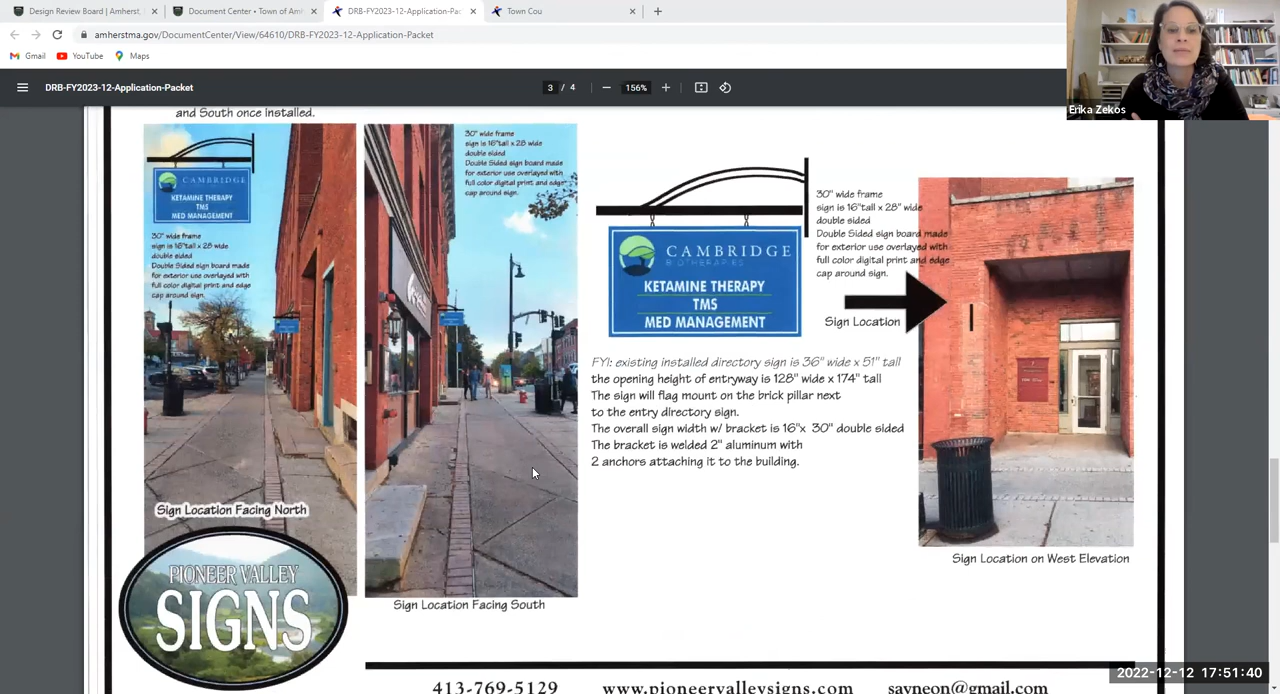 Design Review Board | Amherst,
Document Center • Town of Am
DRB-FY2023-12-Application-Pac
Town Cou
amherstma.gov/DocumentCenter/View/64610/DRB-FY2023-12-Application-Packet
Gmail
YouTube
Maps
DRB-FY2023-12-Application-Packet
3 / 4
156%
Erika Zekos
and South once installed.
CAMBRIDGE
KETAMINE THERAPY
TMS
MED MANAGEMENT
30" wide frame
sign is 16"tall x 28 wide
double sided
Double Sided sign board made
for exterior use overlayed with
full color digital print and edge
cap around sign.
Sign Location Facing North
30" wide frame
sign is 16"tall x 28 wide
double sided
Double Sided sign board made
for exterior use overlayed with
full color digital print and edge
cap around sign.
Sign Location Facing South
CAMBRIDGE
BIOTHERAPIES
KETAMINE THERAPY
TMS
MED MANAGEMENT
30" wide frame
sign is 16"tall x 28" wide
double sided
Double Sided sign board made
for exterior use overlayed with
full color digital print and edge
cap around sign.
Sign Location
FYI: existing installed directory sign is 36" wide x 51" tall
the opening height of entryway is 128" wide x 174" tall
The sign will flag mount on the brick pillar next
to the entry directory sign.
The overall sign width w/ bracket is 16"x 30" double sided
The bracket is welded 2" aluminum with
2 anchors attaching it to the building.
Sign Location on West Elevation
PIONEER VALLEY
SIGNS
413-769-5129
www.pioneervalleysigns.com
sayneon@gmail.com
2022-12-12 17:51:40